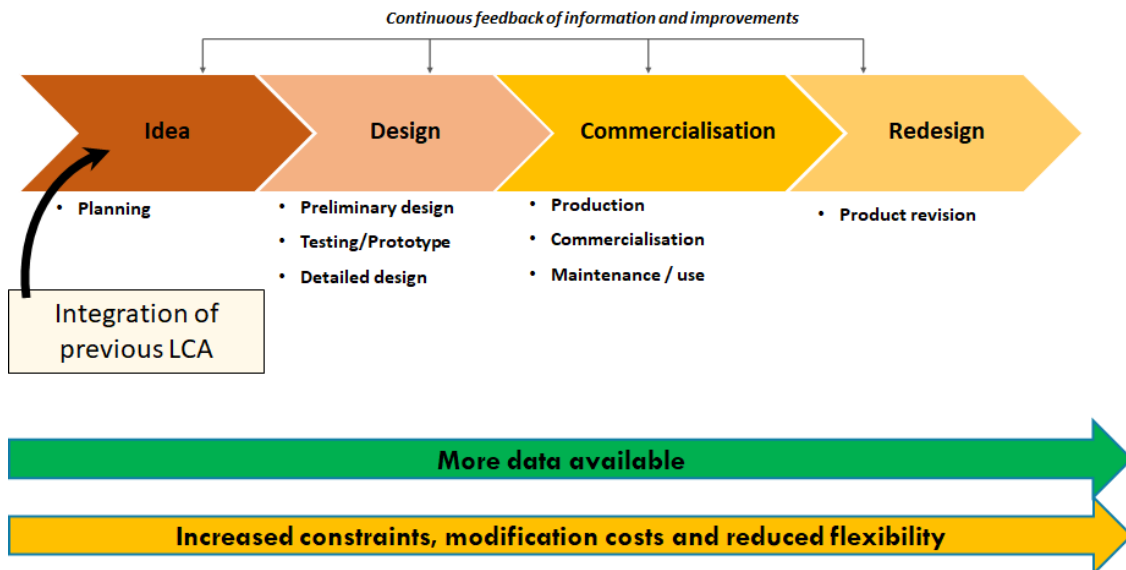 Continuous feedback of information and improvements
Idea
Design
Commercialisation
Redesign
• Planning
• Preliminary design
• Testing/Prototype
• Detailed design
• Production
• Commercialisation
• Maintenance / use
• Product revision
Integration of
previous LCA
More data available
Increased constraints, modification costs and reduced flexibility